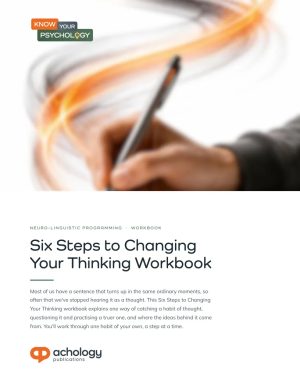 KNOW YOUR
PSYCHOLOGY
NEURO-LINGUISTIC PROGRAMMING · WORKBOOK
Six Steps to Changing
Your Thinking Workbook
Most of us have a sentence that turns up in the same ordinary moments, so
often that we've stopped hearing it as a thought. This Six Steps to Changing
Your Thinking workbook explains one way of catching a habit of thought,
questioning it and practising a truer one, and where the ideas behind it came
from. You'll work through one habit of your own, a step at a time.
achology
publications